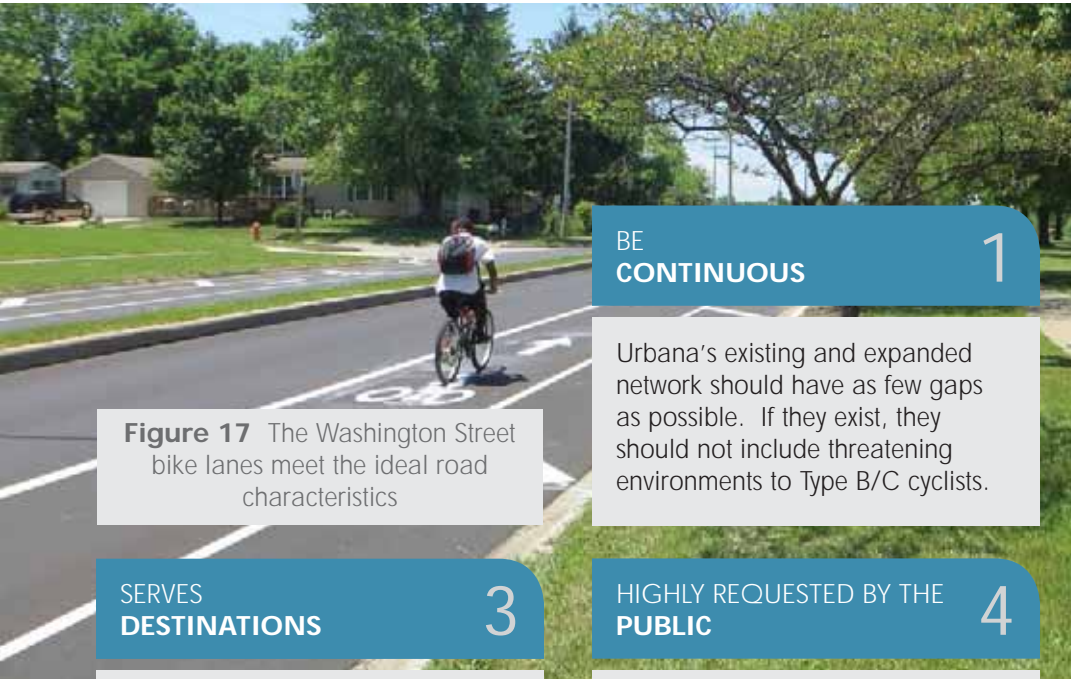 BE
CONTINUOUS
1
Urbana's existing and expanded
network should have as few gaps
as possible. If they exist, they
should not include threatening
environments to Type B/C cyclists.
Figure 17 The Washington Street
bike lanes meet the ideal road
characteristics
SERVES
DESTINATIONS
3
HIGHLY REQUESTED BY THE
PUBLIC
4